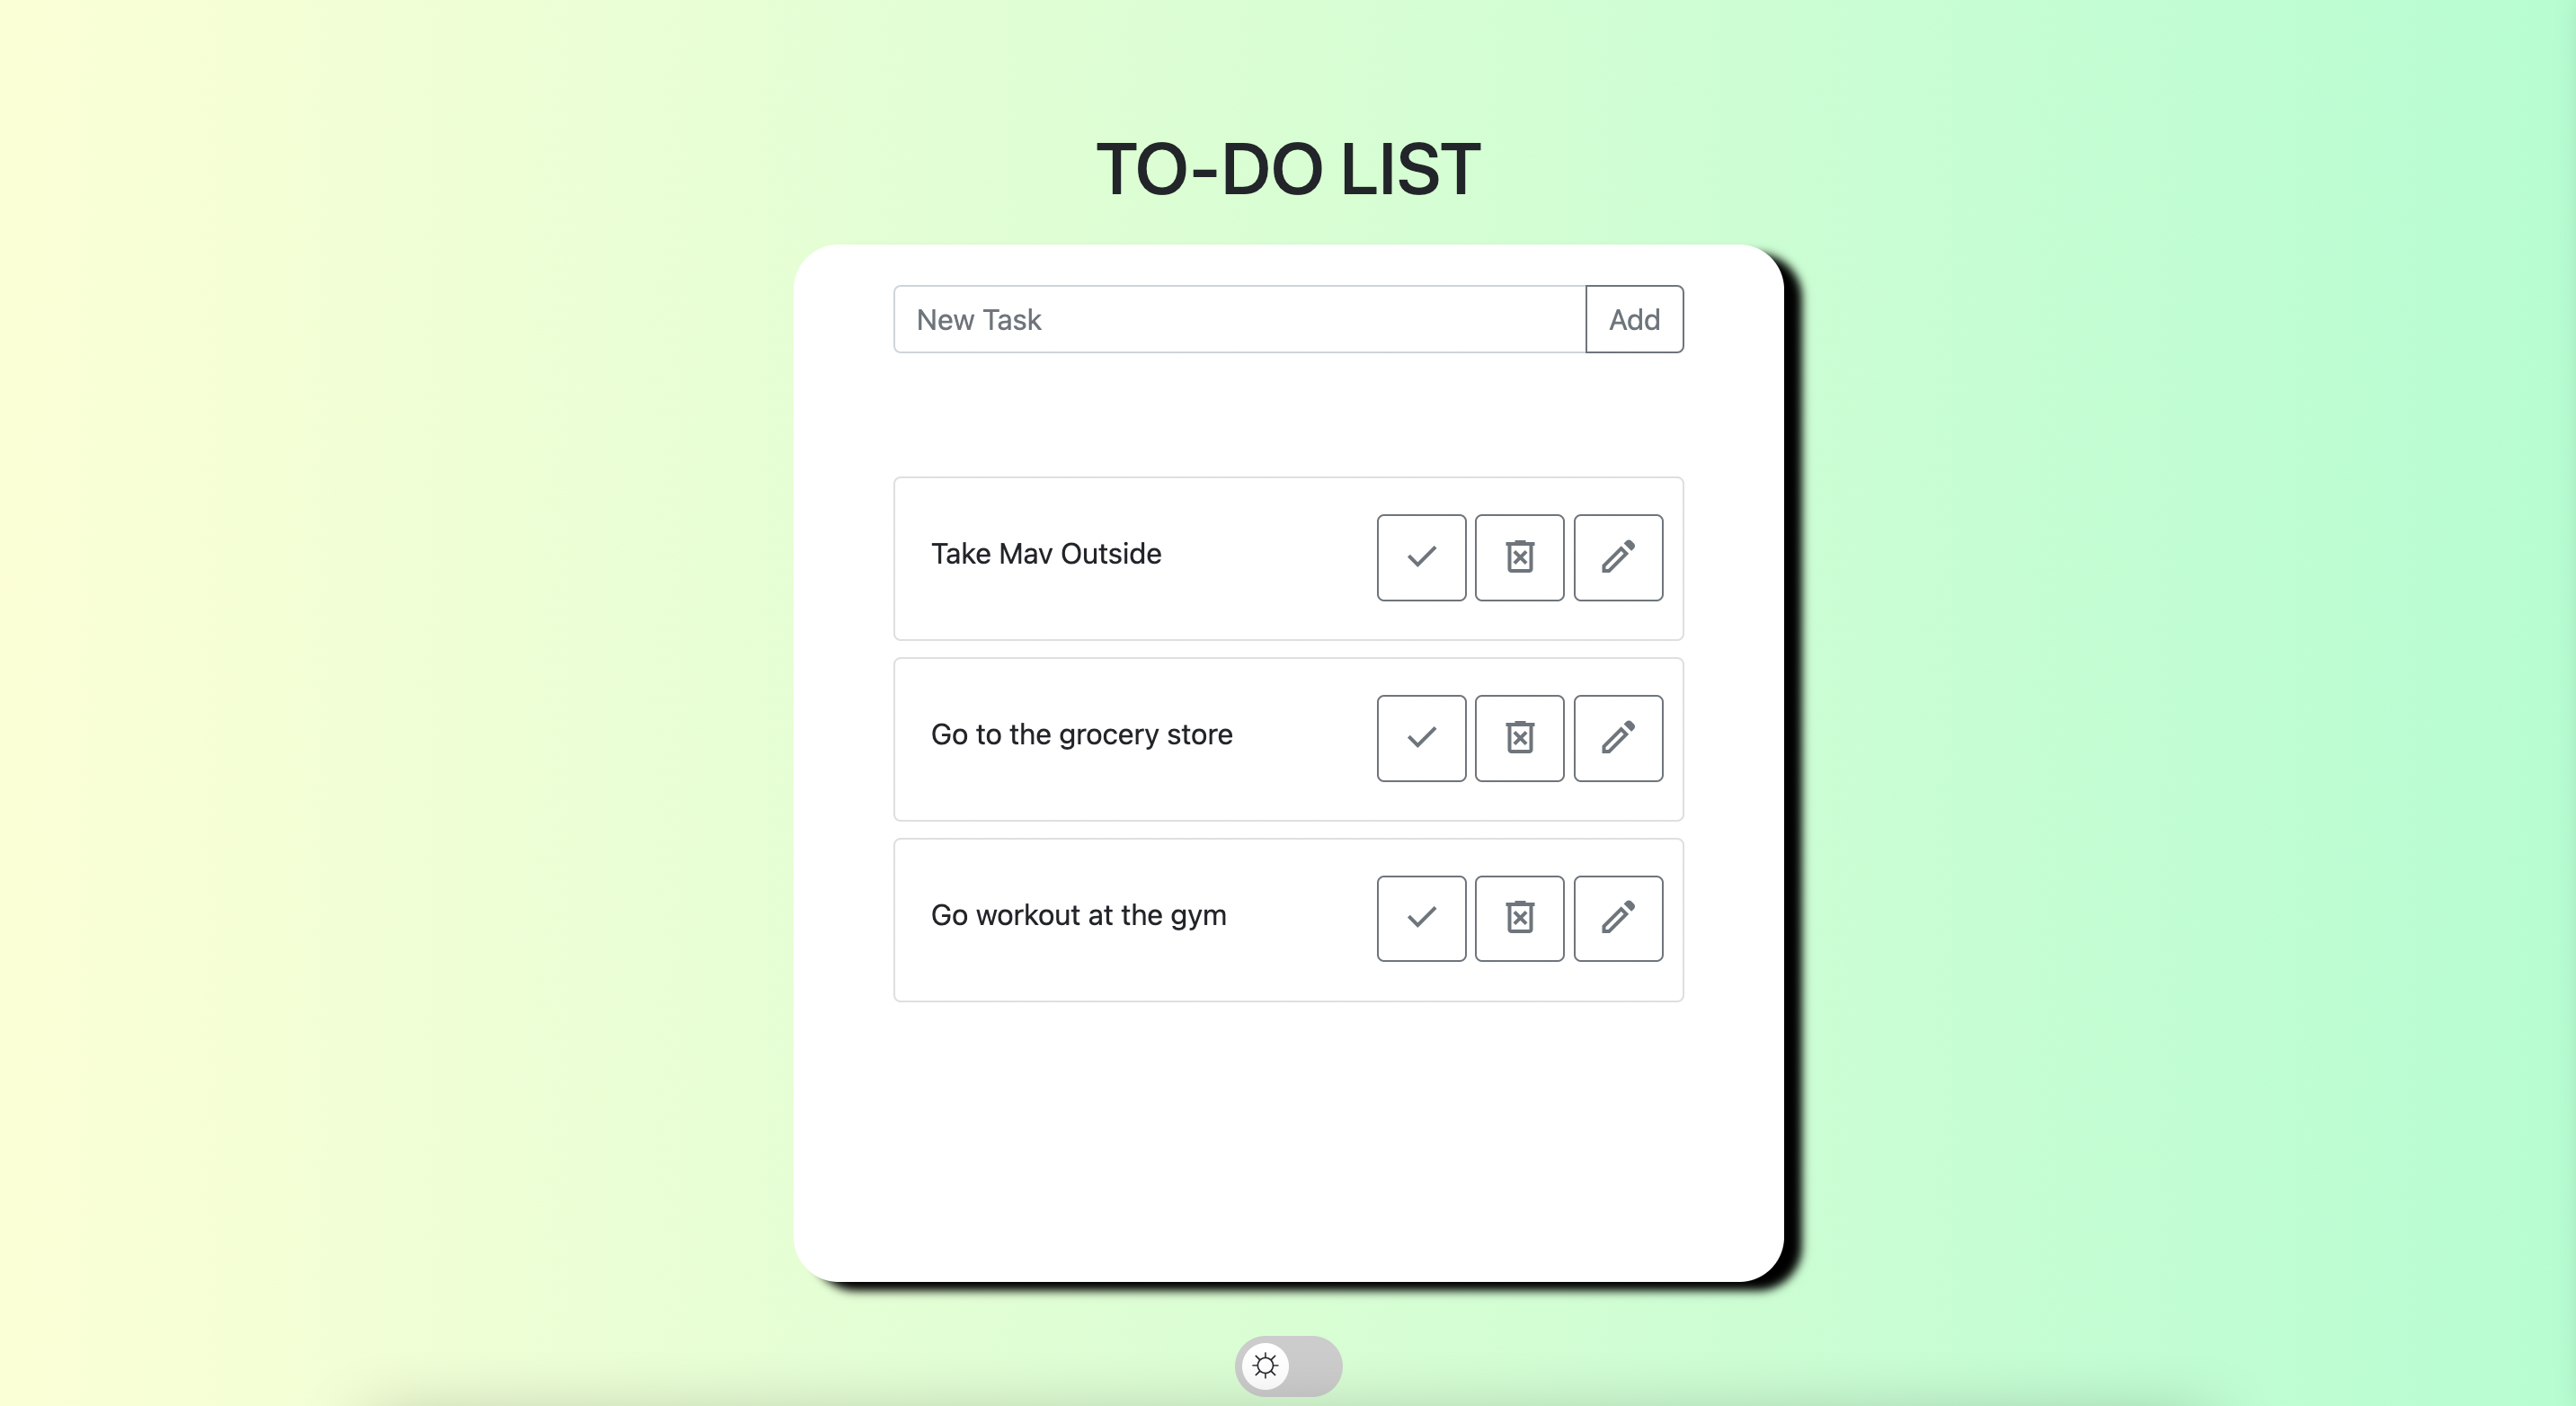 TO-DO LIST
New Task
Add
Take Mav Outside
Go to the grocery store
Go workout at the gym